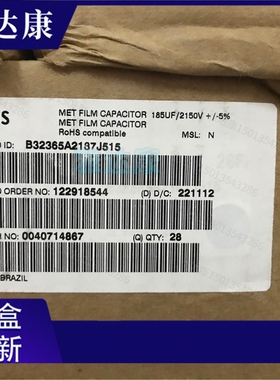 达康
S
MET FILM CAPACITOR 185UF/2150V +/-5%
MET FILM CAPACITOR
RoHS compatible
MSL: N
D ID: B32365A2187J515
D ORDER NO: 122918544
(D) D/C: 221112
NO: 0040714867
(Q) QTY: 28
BRAZIL
盒
新